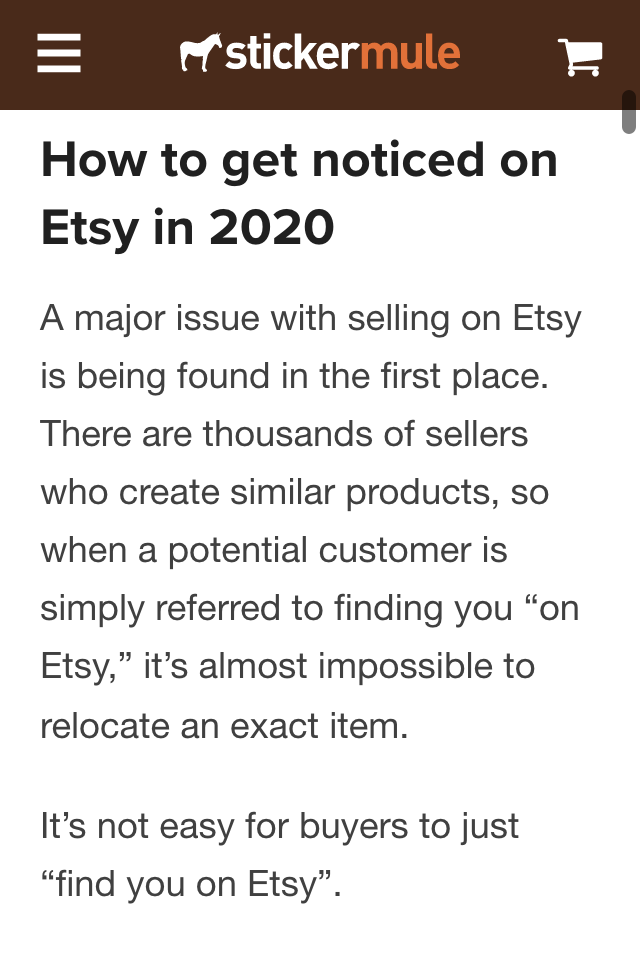 stickermule
How to get noticed on
Etsy in 2020
A major issue with selling on Etsy
is being found in the first place.
There are thousands of sellers
who create similar products, so
when a potential customer is
simply referred to finding you “on
Etsy,” it’s almost impossible to
relocate an exact item.
It’s not easy for buyers to just
“find you on Etsy”.